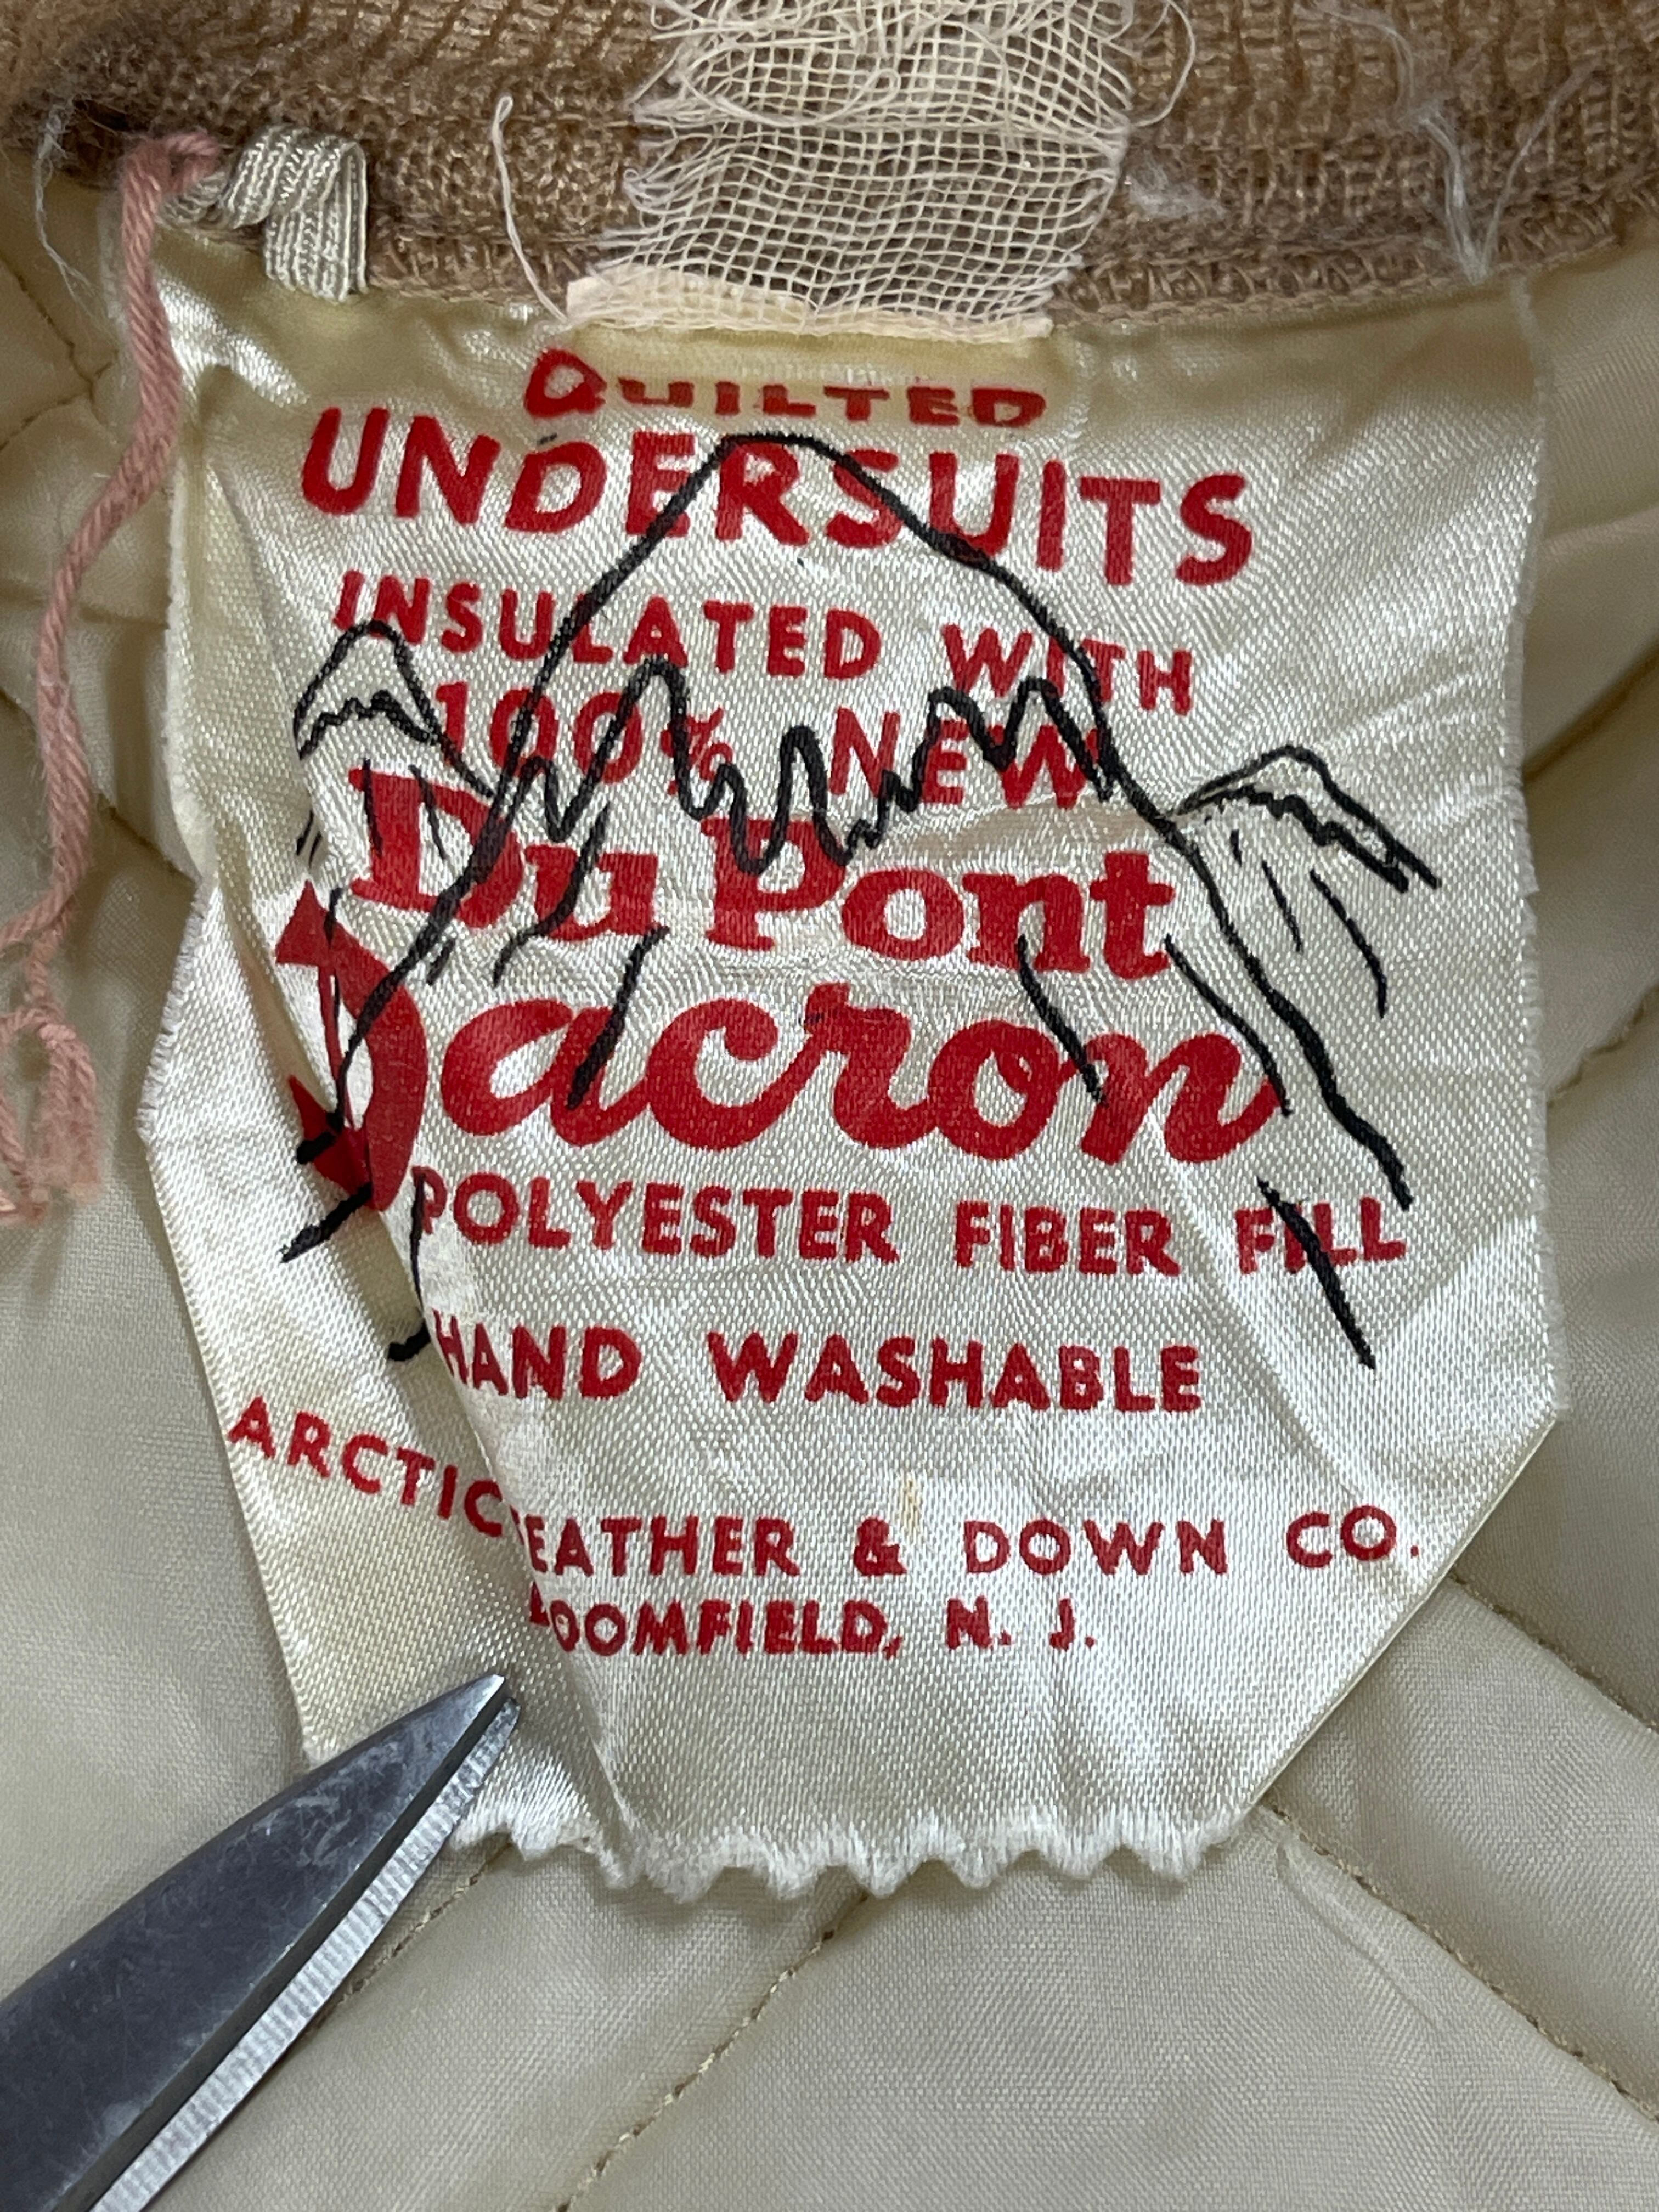 QUILTED
UNDERSUITS
INSULATED WITH
100% NEW
Du Pont
Dacron
POLYESTER FIBER FILL
HAND WASHABLE
ARCTIC FEATHER & DOWN CO.
BLOOMFIELD, N. J.